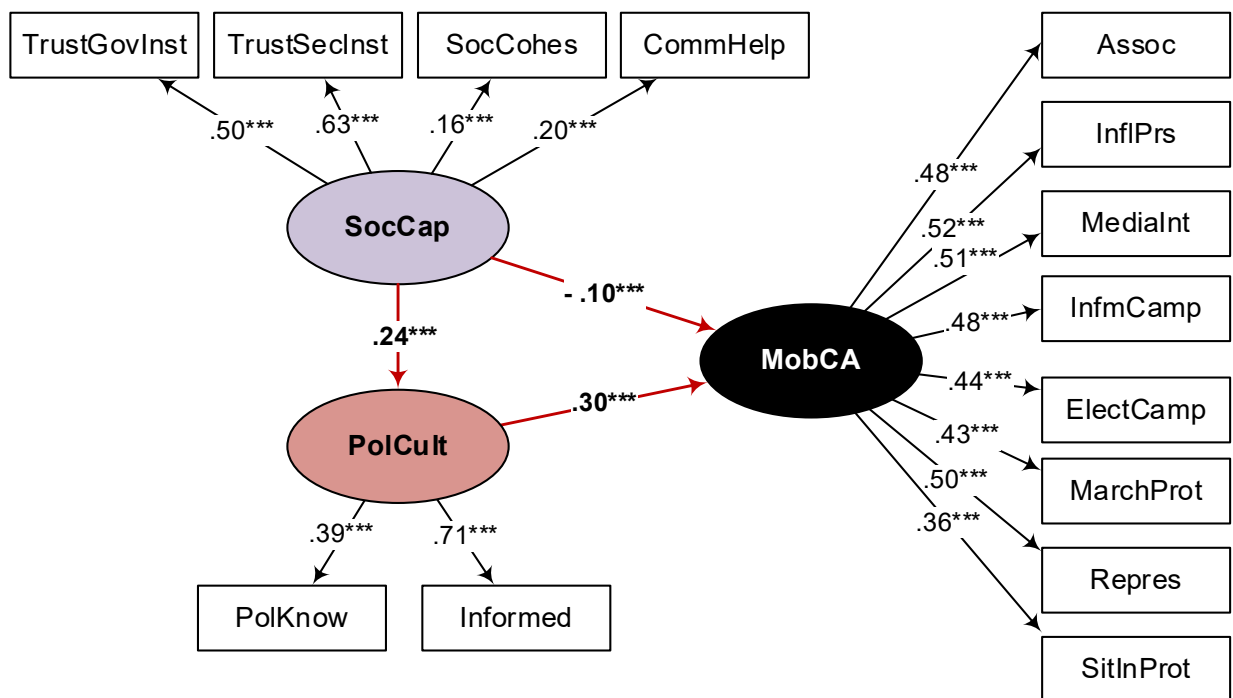 TrustGovInst
TrustSecInst
SocCohes
CommHelp
Assoc
.50***
.63***
.16***
.20***
InflPrs
.48***
SocCap
.52***
MediaInt
.51***
- .10***
InfmCamp
.48***
.24***
MobCA
.44***
.30***
ElectCamp
PolCult
.43***
.50***
MarchProt
.36***
.39***
.71***
Repres
PolKnow
Informed
SitInProt